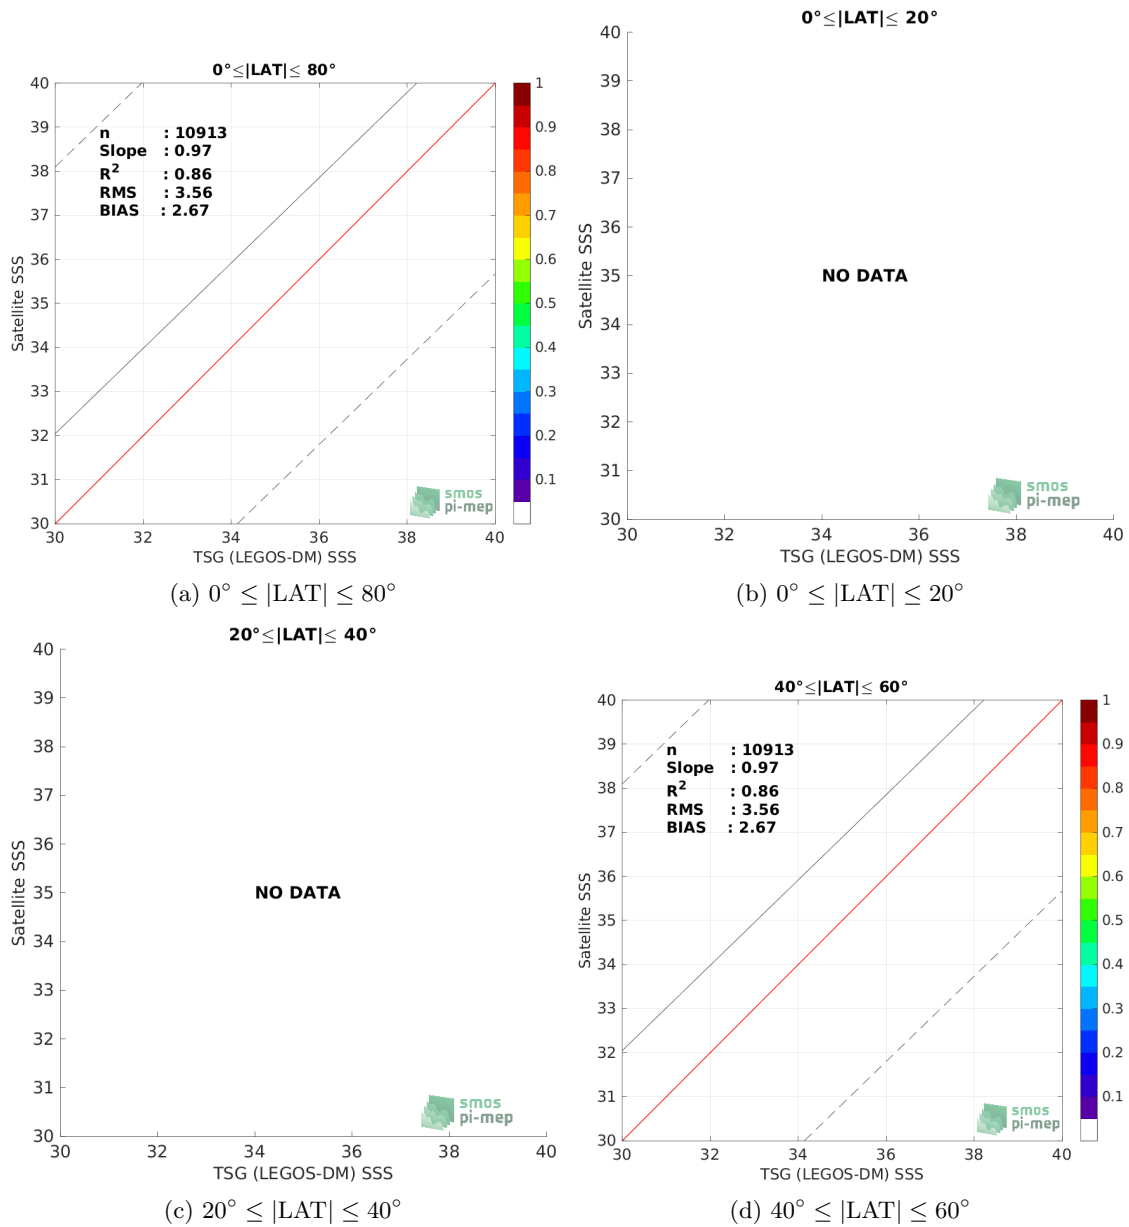 0°≤|LAT|≤ 80°
40
39
38
37
36
35
34
33
32
31
30
Satellite SSS
n : 10913
Slope : 0.97
R² : 0.86
RMS : 3.56
BIAS : 2.67
smos
pi-mep
30 32 34 36 38 40
TSG (LEGOS-DM) SSS
1
0.9
0.8
0.7
0.6
0.5
0.4
0.3
0.2
0.1
(a) 0° ≤ |LAT| ≤ 80°
0°≤|LAT|≤ 20°
40
39
38
37
36
35
34
33
32
31
30
Satellite SSS
NO DATA
smos
pi-mep
30 32 34 36 38 40
TSG (LEGOS-DM) SSS
(b) 0° ≤ |LAT| ≤ 20°
20°≤|LAT|≤ 40°
40
39
38
37
36
35
34
33
32
31
30
Satellite SSS
NO DATA
smos
pi-mep
30 32 34 36 38 40
TSG (LEGOS-DM) SSS
(c) 20° ≤ |LAT| ≤ 40°
40°≤|LAT|≤ 60°
40
39
38
37
36
35
34
33
32
31
30
Satellite SSS
n : 10913
Slope : 0.97
R² : 0.86
RMS : 3.56
BIAS : 2.67
smos
pi-mep
30 32 34 36 38 40
TSG (LEGOS-DM) SSS
1
0.9
0.8
0.7
0.6
0.5
0.4
0.3
0.2
0.1
(d) 40° ≤ |LAT| ≤ 60°